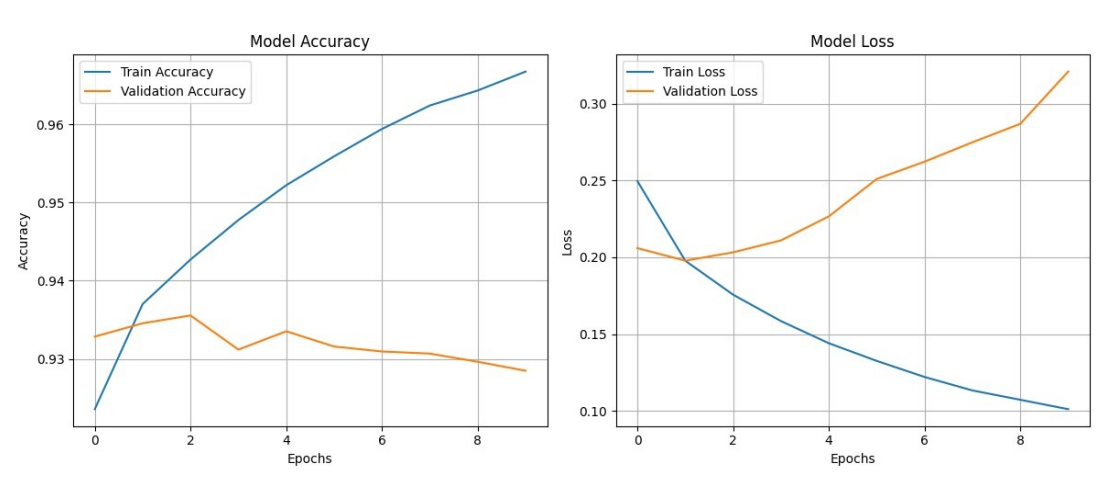 Model Accuracy
Train Accuracy
Validation Accuracy
0.96
0.95
0.94
0.93
Accuracy
0 2 4 6 8
Epochs
Model Loss
Train Loss
Validation Loss
0.30
0.25
0.20
0.15
0.10
Loss
0 2 4 6 8
Epochs